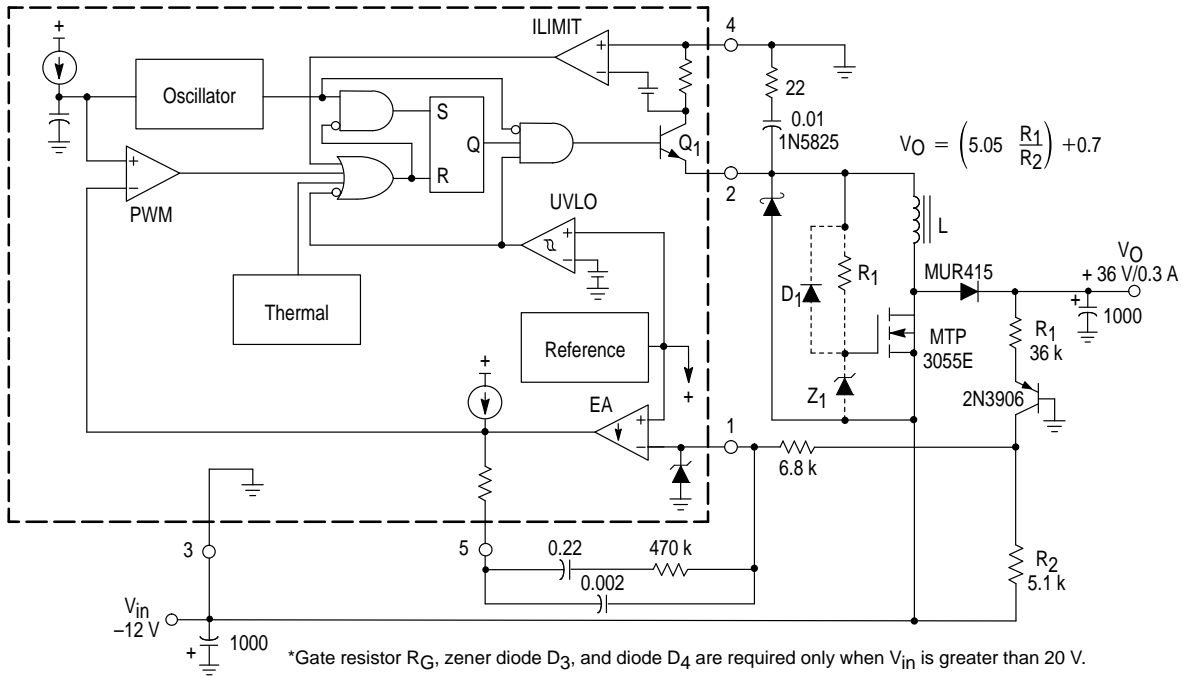 ILIMIT
4
+
+
–
Oscillator
S
Q
R
Q1
22
0.01
1N5825
VO = (5.05 R1/R2) +0.7
2
+
–
PWM
UVLO
+
–
Thermal
D1
R1
Z1
L
MUR415
VO
+ 36 V/0.3 A
+
1000
MTP
3055E
R1
36 k
2N3906
Reference
+
+
EA
+
–
1
6.8 k
3
5
0.22
470 k
0.002
R2
5.1 k
Vin
–12 V
+
1000
*Gate resistor RG, zener diode D3, and diode D4 are required only when Vin is greater than 20 V.